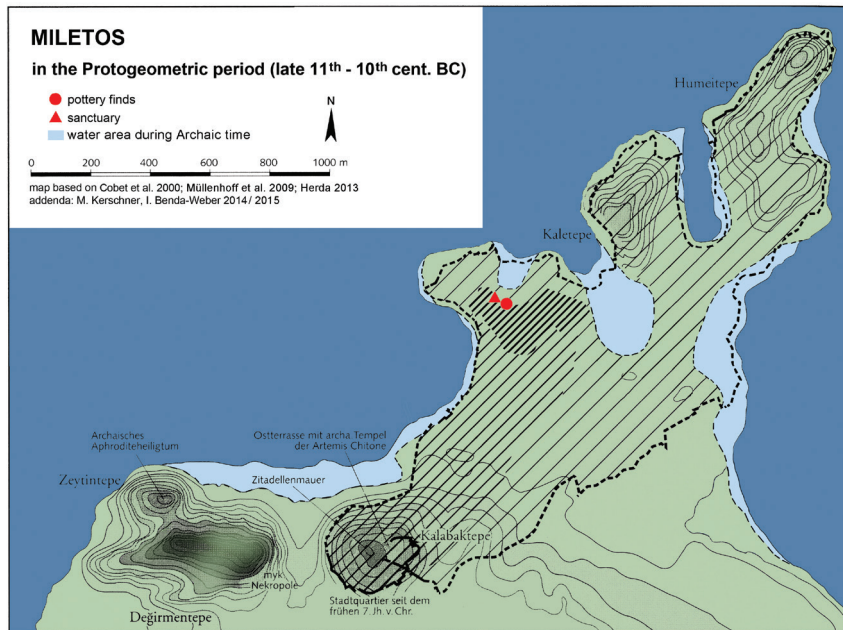 MILETOS
in the Protogeometric period (late 11th - 10th cent. BC)
pottery finds
sanctuary
water area during Archaic time
N
0 200 400 600 800 1000 m
map based on Cobet et al. 2000; Müllenhoff et al. 2009; Herda 2013
addenda: M. Kerschner, I. Benda-Weber 2014/ 2015
Humeitepe
Kaletepe
Archaisches
Aphroditeheiligtum
Ostterrasse mit archa Tempel
der Artemis Chitone
Zeytintepe
Zitadellenmauer
Kalabaktepe
myk
Nekropole
Stadtquartier seit dem
frühen 7. Jh. v. Chr.
Değirmentepe